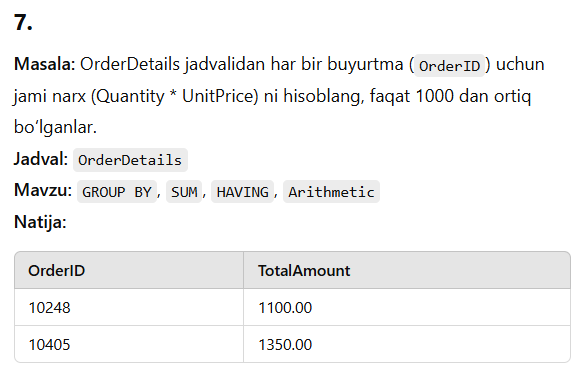 7.
Masala: OrderDetails jadvalidan har bir buyurtma ( OrderID ) uchun
jami narx (Quantity * UnitPrice) ni hisoblang, faqat 1000 dan ortiq
bo‘lganlar.
Jadval: OrderDetails
Mavzu: GROUP BY, SUM, HAVING, Arithmetic
Natija:
OrderID TotalAmount
10248 1100.00
10405 1350.00